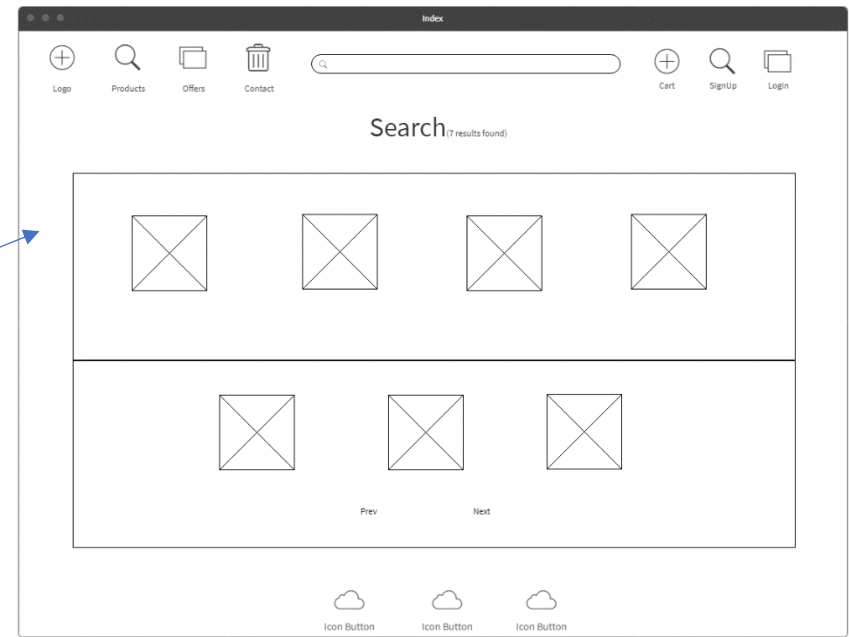 Index
Logo Products Offers Contact Cart SignUp Login
Search(7 results found)
Prev Next
Icon Button Icon Button Icon Button